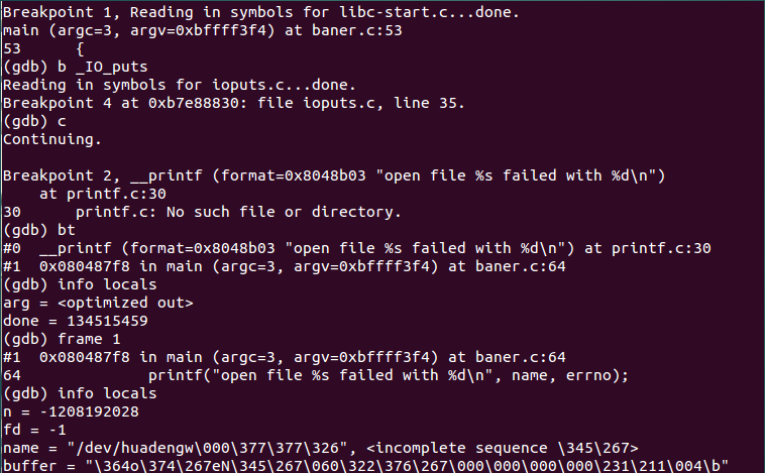 Breakpoint 1, Reading in symbols for libc-start.c...done.
main (argc=3, argv=0xbffff3f4) at baner.c:53
53      {
(gdb) b _IO_puts
Reading in symbols for ioputs.c...done.
Breakpoint 4 at 0xb7e88830: file ioputs.c, line 35.
(gdb) c
Continuing.

Breakpoint 2, __printf (format=0x8048b03 "open file %s failed with %d\n")
    at printf.c:30
30      printf.c: No such file or directory.
(gdb) bt
#0  __printf (format=0x8048b03 "open file %s failed with %d\n") at printf.c:30
#1  0x080487f8 in main (argc=3, argv=0xbffff3f4) at baner.c:64
(gdb) info locals
arg = <optimized out>
done = 134515459
(gdb) frame 1
#1  0x080487f8 in main (argc=3, argv=0xbffff3f4) at baner.c:64
64              printf("open file %s failed with %d\n", name, errno);
(gdb) info locals
n = -1208192028
fd = -1
name = "/dev/huadengw\000\377\377\326", <incomplete sequence \345\267>
buffer = "\364o\374\267eN\345\267\060\322\376\267\000\000\000\000\231\211\004\b"